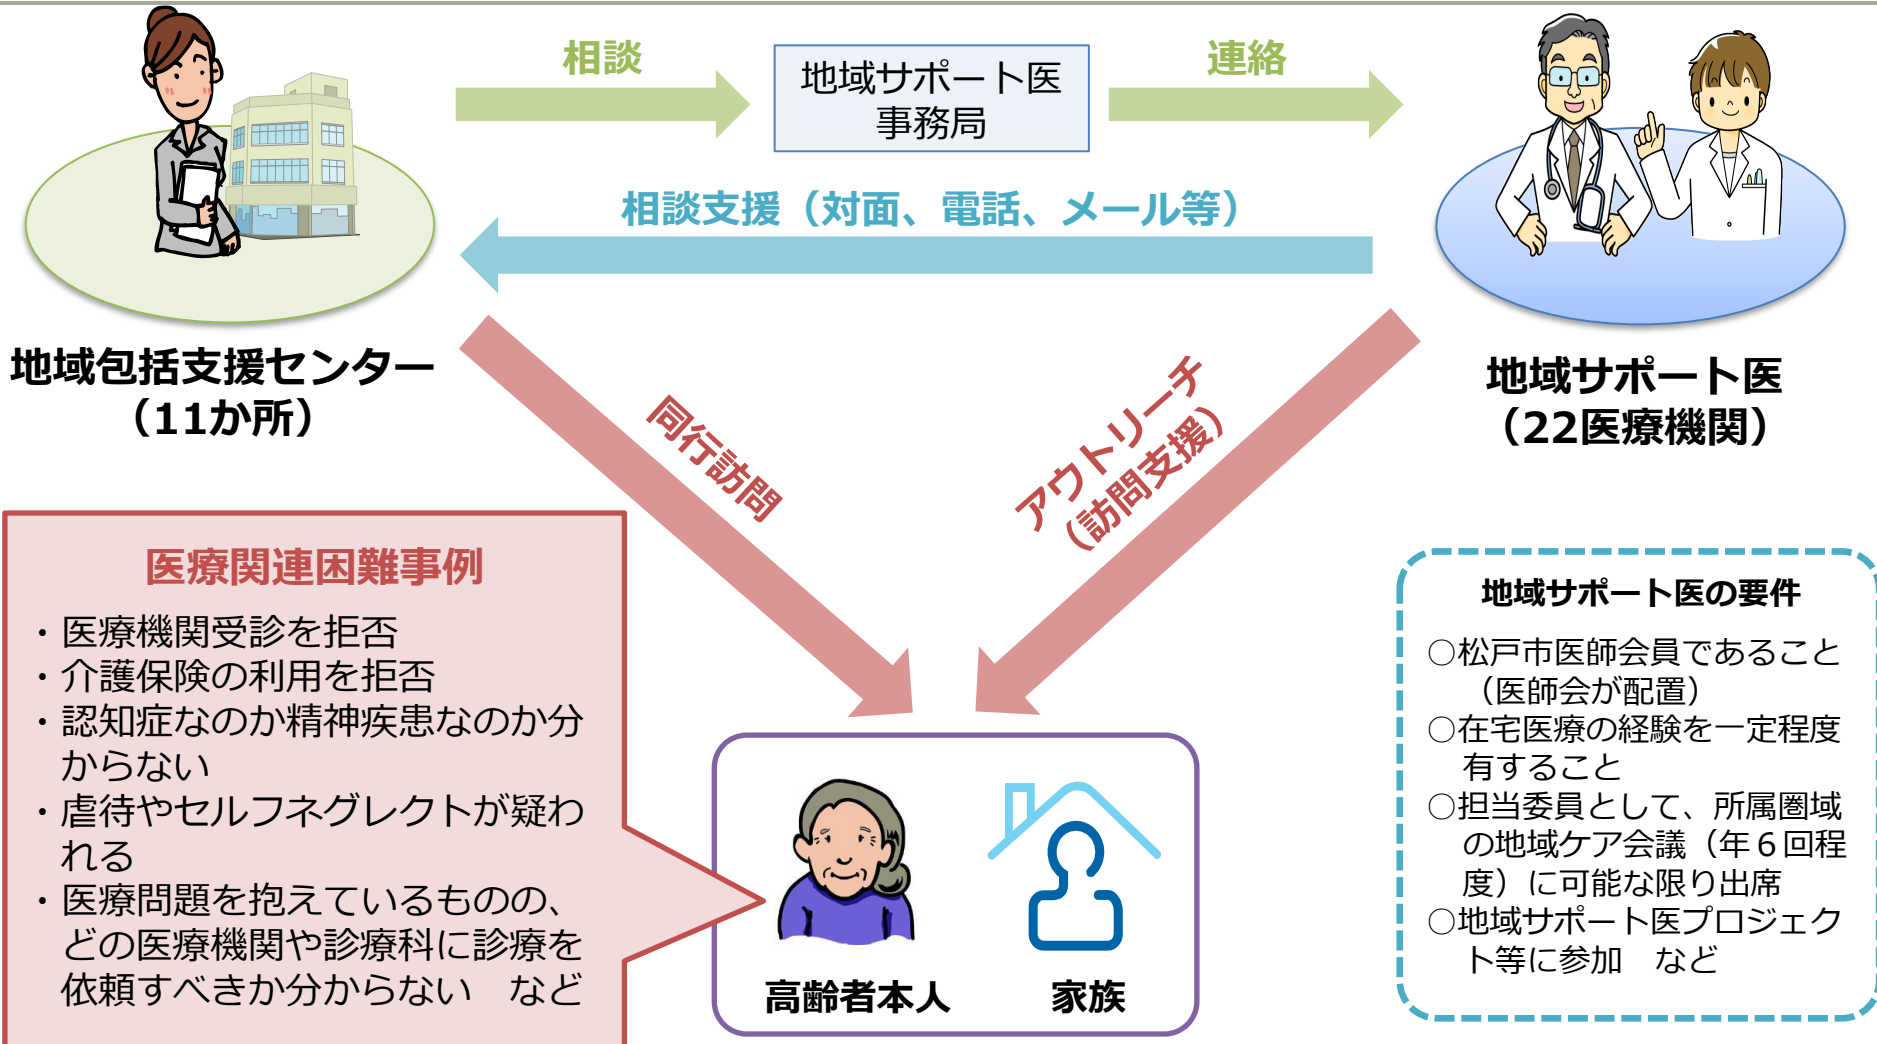 相談
地域サポート医
事務局
連絡
相談支援（対面、電話、メール等）
地域包括支援センター
（11か所）
地域サポート医
（22医療機関）
同行訪問
アウトリーチ
（訪問支援）
医療関連困難事例
・医療機関受診を拒否
・介護保険の利用を拒否
・認知症なのか精神疾患なのか分
からない
・虐待やセルフネグレクトが疑わ
れる
・医療問題を抱えているものの、
どの医療機関や診療科に診療を
依頼すべきか分からない　など
高齢者本人
家族
地域サポート医の要件
○松戸市医師会員であること
（医師会が配置）
○在宅医療の経験を一定程度
有すること
○担当委員として、所属圏域
の地域ケア会議（年６回程
度）に可能な限り出席
○地域サポート医プロジェク
ト等に参加　など